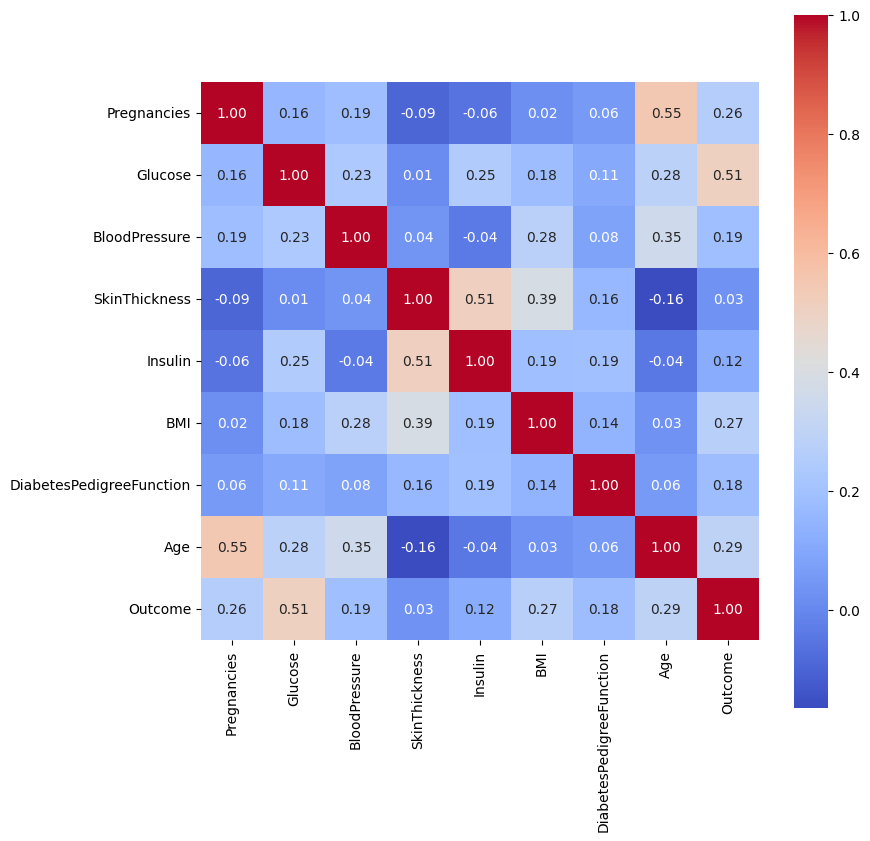 1.0
Pregnancies 1.00 0.16 0.19 -0.09 -0.06 0.02 0.06 0.55 0.26
0.8
Glucose 0.16 1.00 0.23 0.01 0.25 0.18 0.11 0.28 0.51
BloodPressure 0.19 0.23 1.00 0.04 -0.04 0.28 0.08 0.35 0.19
0.6
SkinThickness -0.09 0.01 0.04 1.00 0.51 0.39 0.16 -0.16 0.03
Insulin -0.06 0.25 -0.04 0.51 1.00 0.19 0.19 -0.04 0.12
0.4
BMI 0.02 0.18 0.28 0.39 0.19 1.00 0.14 0.03 0.27
DiabetesPedigreeFunction 0.06 0.11 0.08 0.16 0.19 0.14 1.00 0.06 0.18
0.2
Age 0.55 0.28 0.35 -0.16 -0.04 0.03 0.06 1.00 0.29
Outcome 0.26 0.51 0.19 0.03 0.12 0.27 0.18 0.29 1.00
0.0
Pregnancies
Glucose
BloodPressure
SkinThickness
Insulin
BMI
DiabetesPedigreeFunction
Age
Outcome